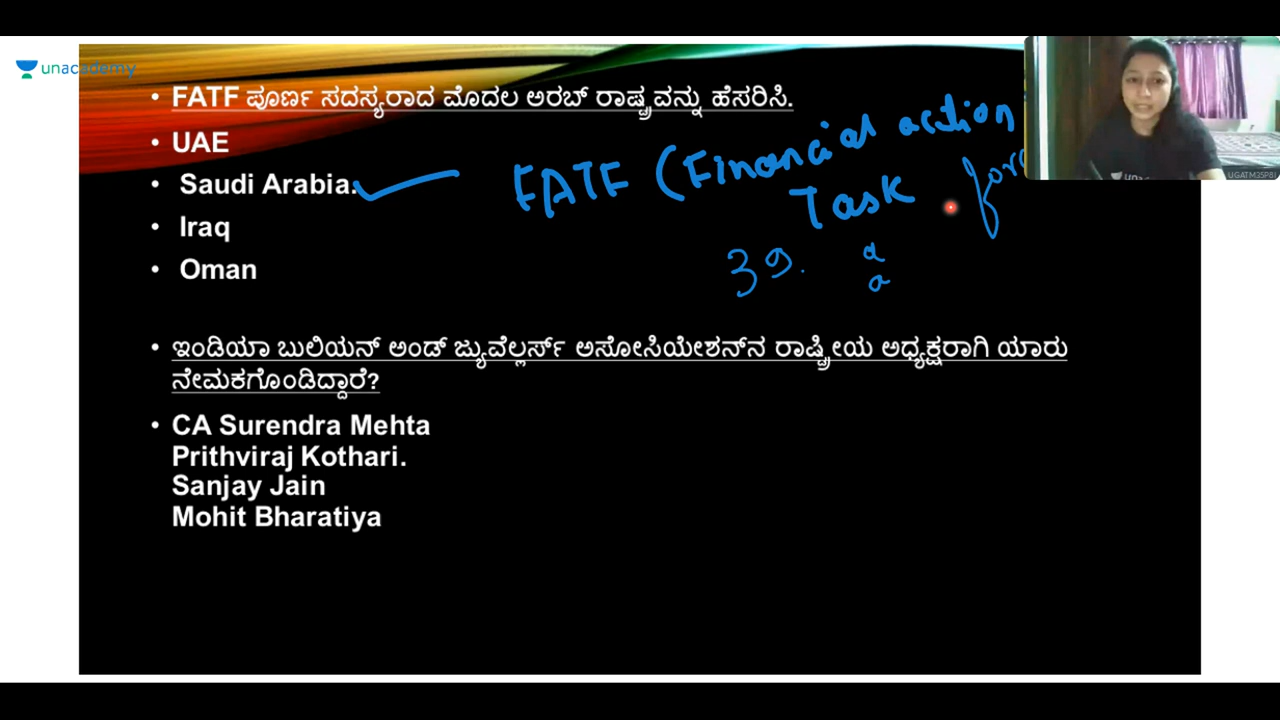 unacademy
FATF ಪೂರ್ಣ ಸದಸ್ಯರಾದ ಮೊದಲ ಅರಬ್ ರಾಷ್ಟ್ರವನ್ನು ಹೆಸರಿಸಿ.
UAE
Saudi Arabia.
Iraq
Oman
FATF (Financial action
Task
39.
a
a
UGATM3SP8I
ಇಂಡಿಯಾ ಬುಲಿಯನ್ ಅಂಡ್ ಜ್ಯುವೆಲ್ಲರ್ಸ್ ಅಸೋಸಿಯೇಶನ್‌ನ ರಾಷ್ಟ್ರೀಯ ಅಧ್ಯಕ್ಷರಾಗಿ ಯಾರು
ನೇಮಕಗೊಂಡಿದ್ದಾರೆ?
CA Surendra Mehta
Prithviraj Kothari.
Sanjay Jain
Mohit Bharatiya